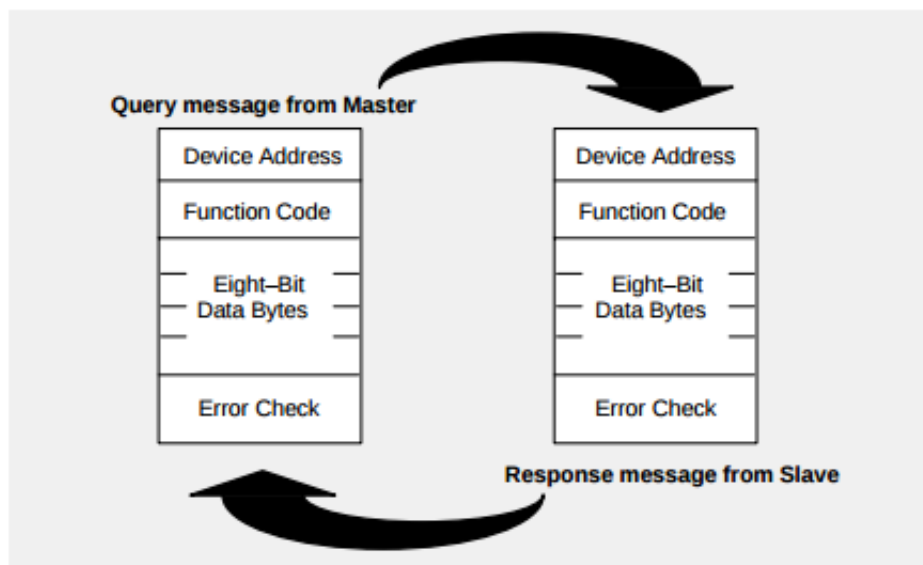 Query message from Master
Device Address
Function Code
Eight–Bit
Data Bytes
Error Check
Device Address
Function Code
Eight–Bit
Data Bytes
Error Check
Response message from Slave